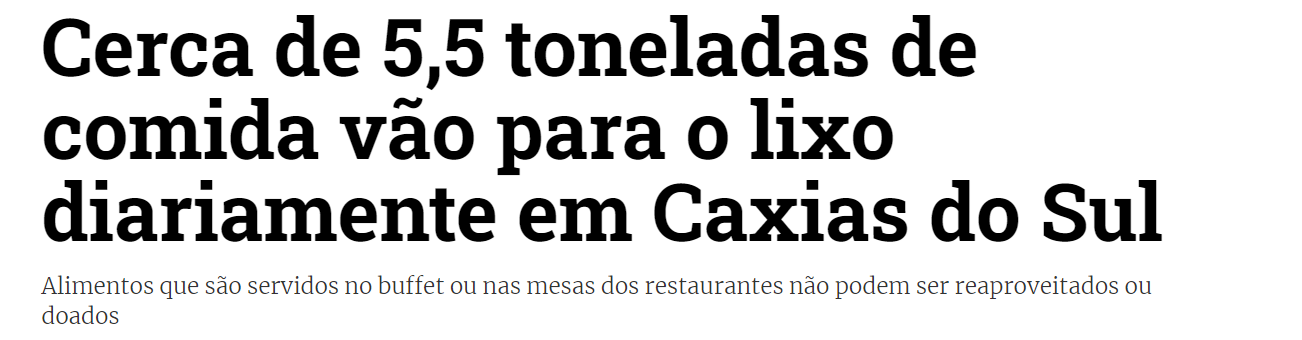 Cerca de 5,5 toneladas de
comida vão para o lixo
diariamente em Caxias do Sul
Alimentos que são servidos no buffet ou nas mesas dos restaurantes não podem ser reaproveitados ou
doados